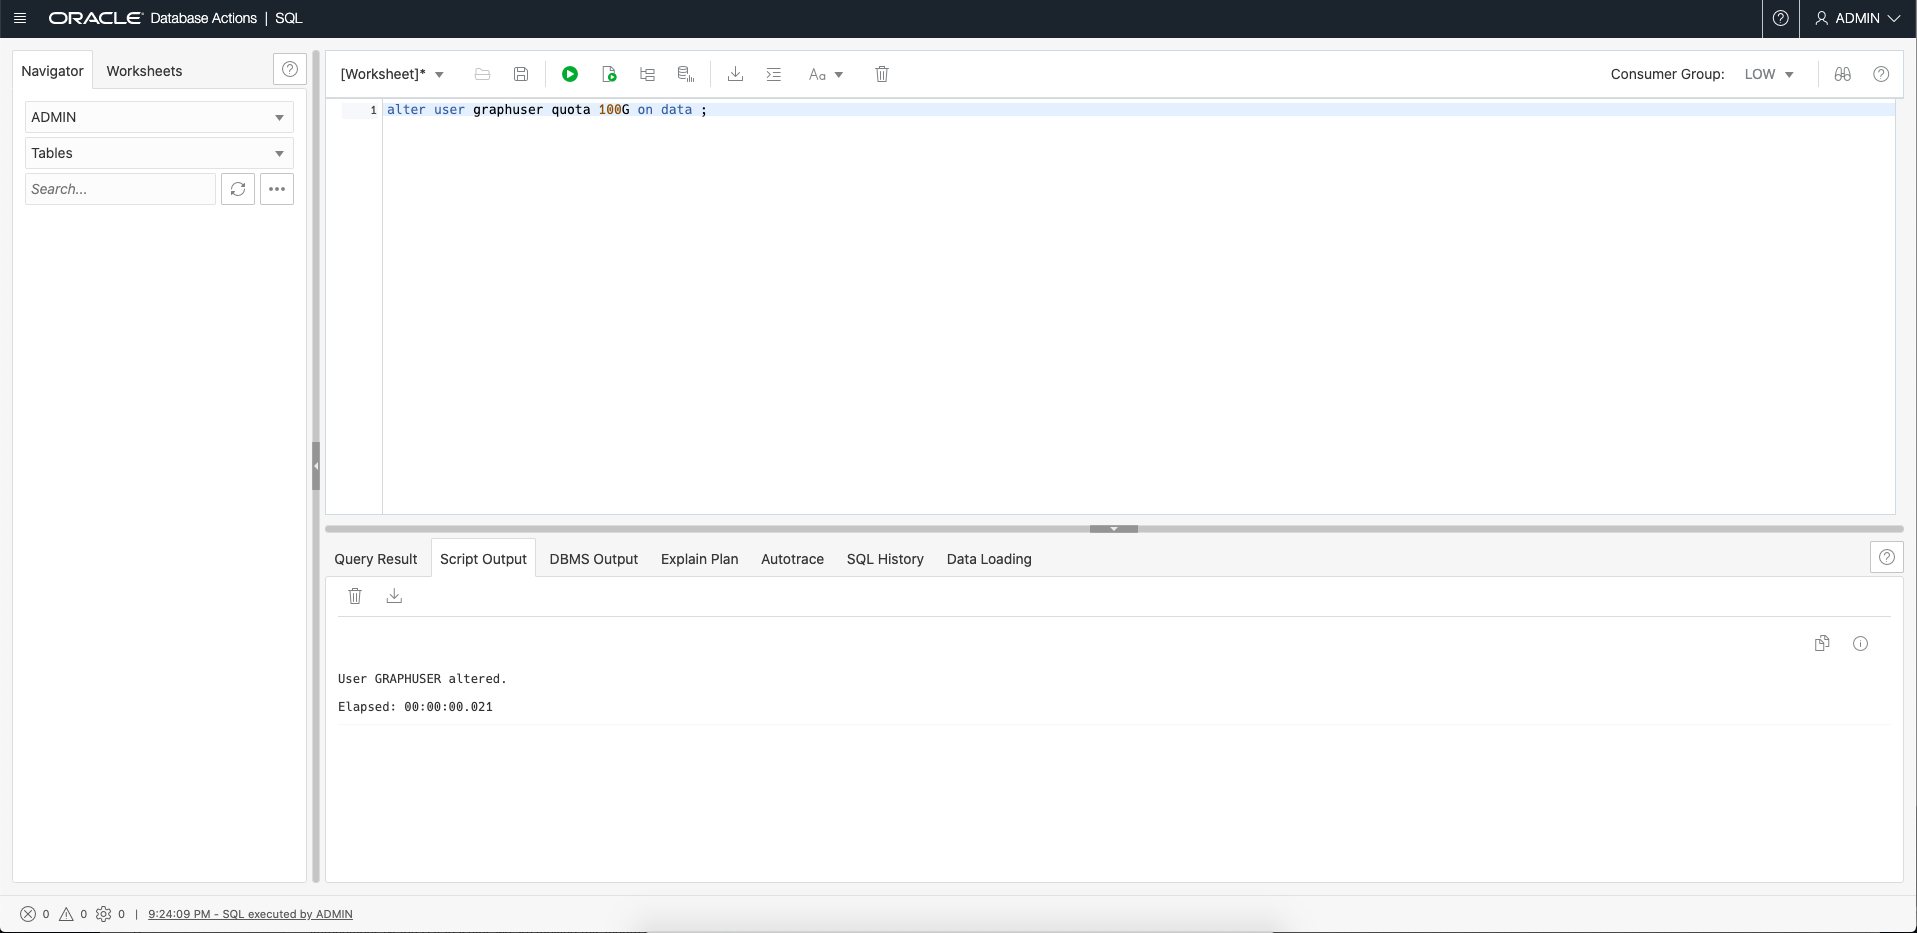 ORACLE Database Actions | SQL
ADMIN
Navigator
Worksheets
ADMIN
Tables
Search...
[Worksheet]*
Aa
Consumer Group: LOW
1 alter user graphuser quota 100G on data ;
Query Result
Script Output
DBMS Output
Explain Plan
Autotrace
SQL History
Data Loading
User GRAPHUSER altered.
Elapsed: 00:00:00.021
0 0 0 | 9:24:09 PM - SQL executed by ADMIN